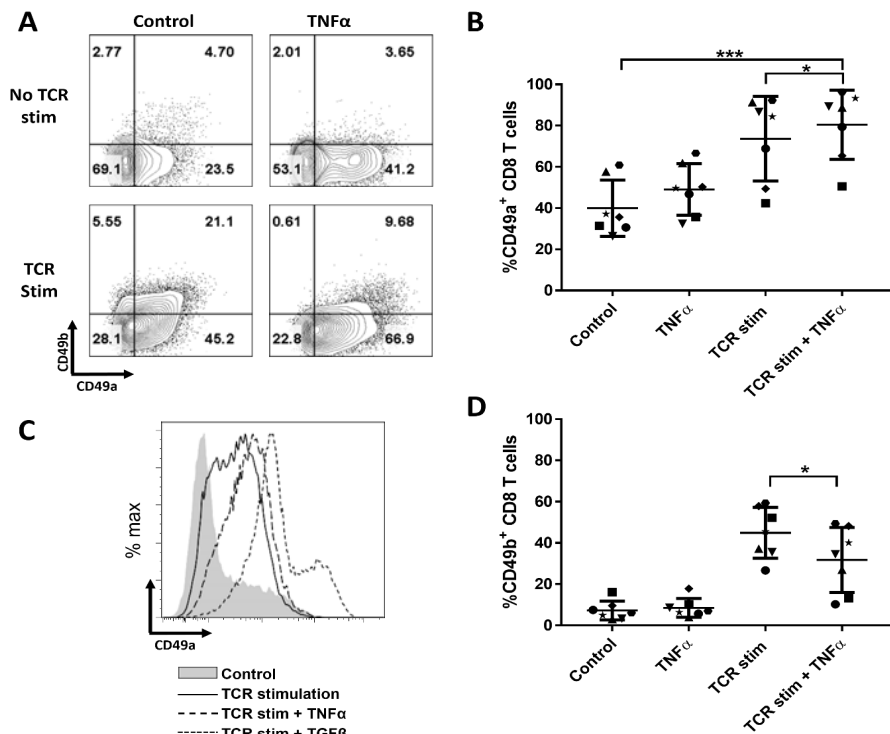 A
Control
TNFα
No TCR
stim
2.77
4.70
69.1
23.5
2.01
3.65
53.1
41.2
TCR
Stim
5.55
21.1
28.1
45.2
0.61
9.68
22.8
66.9
CD49b
CD49a
B
***
*
%CD49a+ CD8 T cells
100
80
60
40
20
0
Control
TNFα
TCR stim
TCR stim + TNFα
C
% max
CD49a
Control
TCR stimulation
TCR stim + TNFα
TCR stim + TGFβ
D
*
%CD49b+ CD8 T cells
100
80
60
40
20
0
Control
TNFα
TCR stim
TCR stim + TNFα